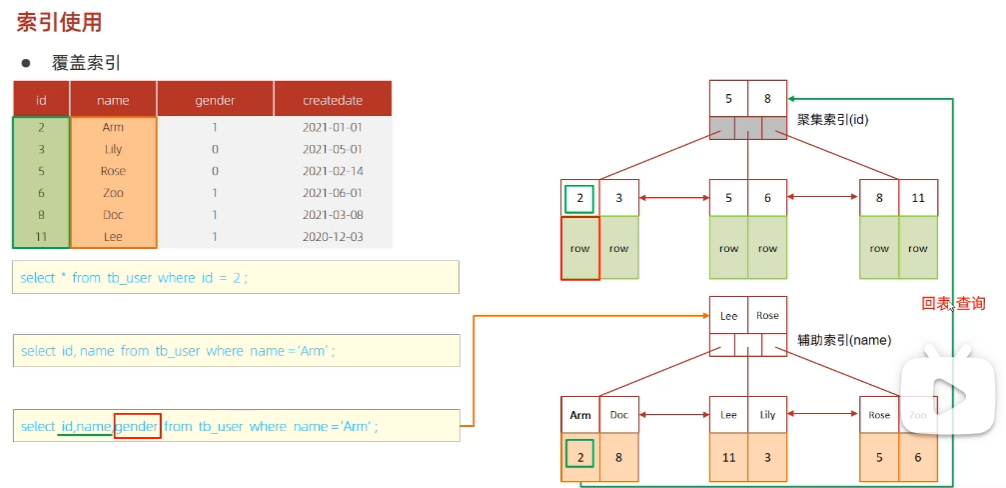 索引使用
● 覆盖索引
id name gender createdate
2 Arm 1 2021-01-01
3 Lily 0 2021-05-01
5 Rose 0 2021-02-14
6 Zoo 1 2021-06-01
8 Doc 1 2021-03-08
11 Lee 1 2020-12-03
select * from tb_user where id = 2 ;
select id, name from tb_user where name = 'Arm' ;
select id,name,gender from tb_user where name = 'Arm' ;
5 8
聚集索引(id)
2 3 5 6 8 11
row row row row row row
回表查询
Lee Rose
辅助索引(name)
Arm Doc Lee Lily Rose Zoo
2 8 11 3 5 6